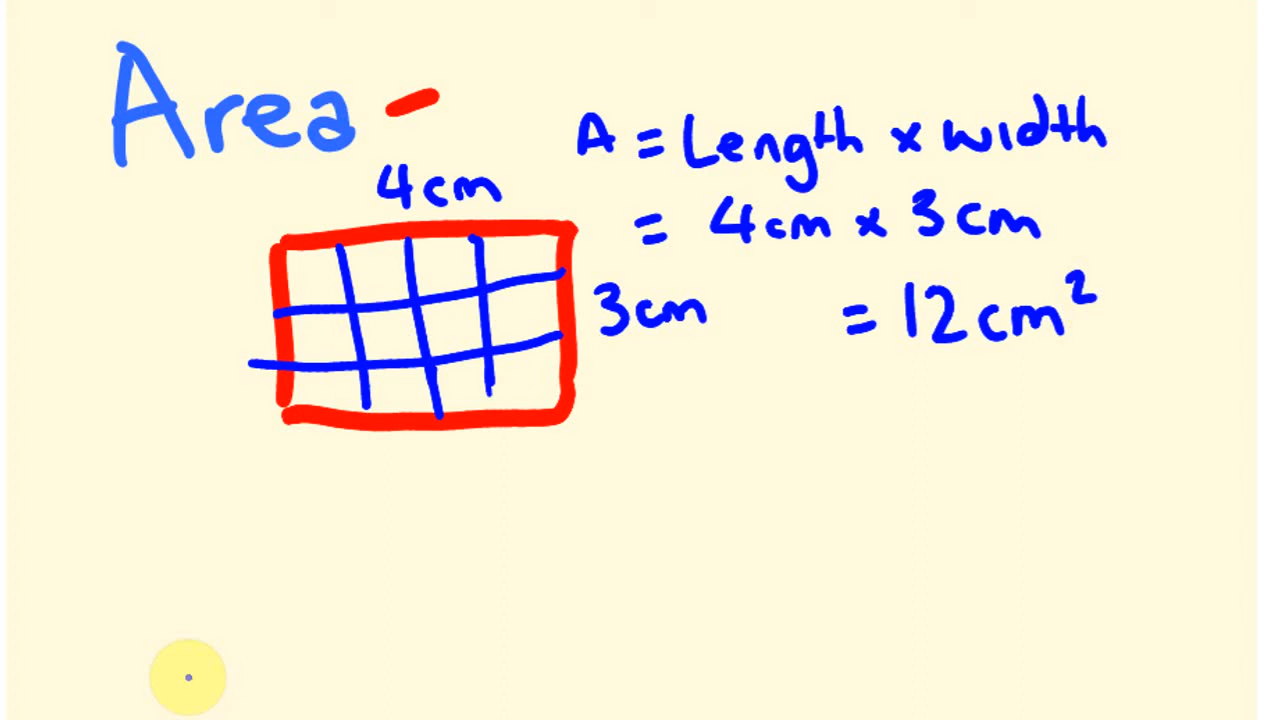 Area -
A = Length × width
4cm
= 4cm × 3cm
3cm
= 12cm²